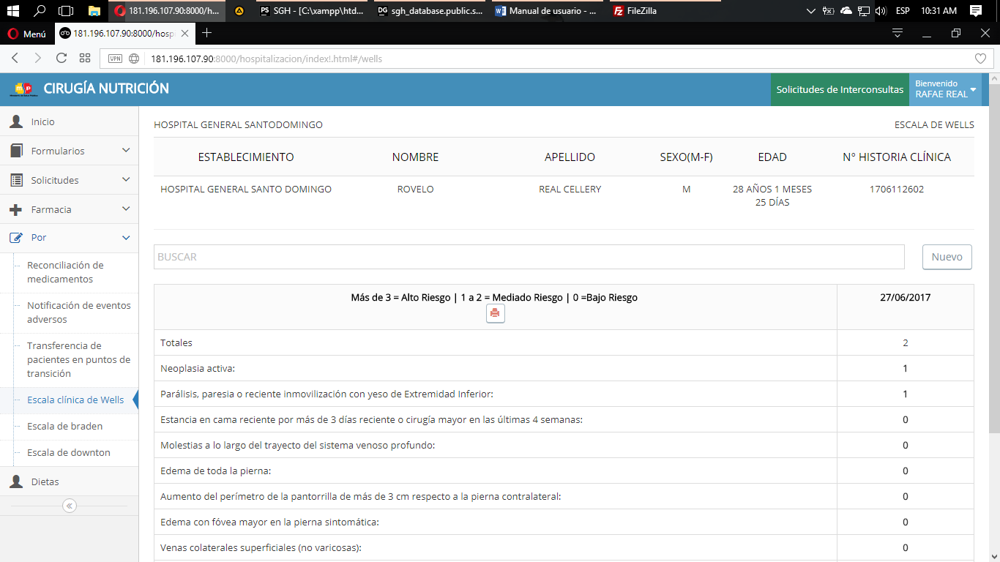 181.196.107.90:8000/h...
SGH - [C:\xampp\htd...
sgh_database.public.s...
Manual de usuario - ...
FileZilla
ESP
10:31 AM
Menú
181.196.107.90:8000/hospi
VPN
181.196.107.90:8000/hospitalizacion/index!.html#/wells
CIRUGÍA NUTRICIÓN
Solicitudes de Interconsultas
Bienvenido
RAFAE REAL
Inicio
Formularios
Solicitudes
Farmacia
Por
Reconciliación de
medicamentos
Notificación de eventos
adversos
Transferencia de
pacientes en puntos de
transición
Escala clínica de Wells
Escala de braden
Escala de downton
Dietas
HOSPITAL GENERAL SANTODOMINGO
ESCALA DE WELLS
ESTABLECIMIENTO NOMBRE APELLIDO SEXO(M-F) EDAD Nº HISTORIA CLÍNICA
HOSPITAL GENERAL SANTO DOMINGO ROVELO REAL CELLERY M 28 AÑOS 1 MESES 1706112602
25 DÍAS
BUSCAR
Nuevo
Más de 3 = Alto Riesgo | 1 a 2 = Mediado Riesgo | 0 =Bajo Riesgo 27/06/2017
Totales 2
Neoplasia activa: 1
Parálisis, paresia o reciente inmovilización con yeso de Extremidad Inferior: 1
Estancia en cama reciente por más de 3 días reciente o cirugía mayor en las últimas 4 semanas: 0
Molestias a lo largo del trayecto del sistema venoso profundo: 0
Edema de toda la pierna: 0
Aumento del perímetro de la pantorrilla de más de 3 cm respecto a la pierna contralateral: 0
Edema con fóvea mayor en la pierna sintomática: 0
Venas colaterales superficiales (no varicosas): 0